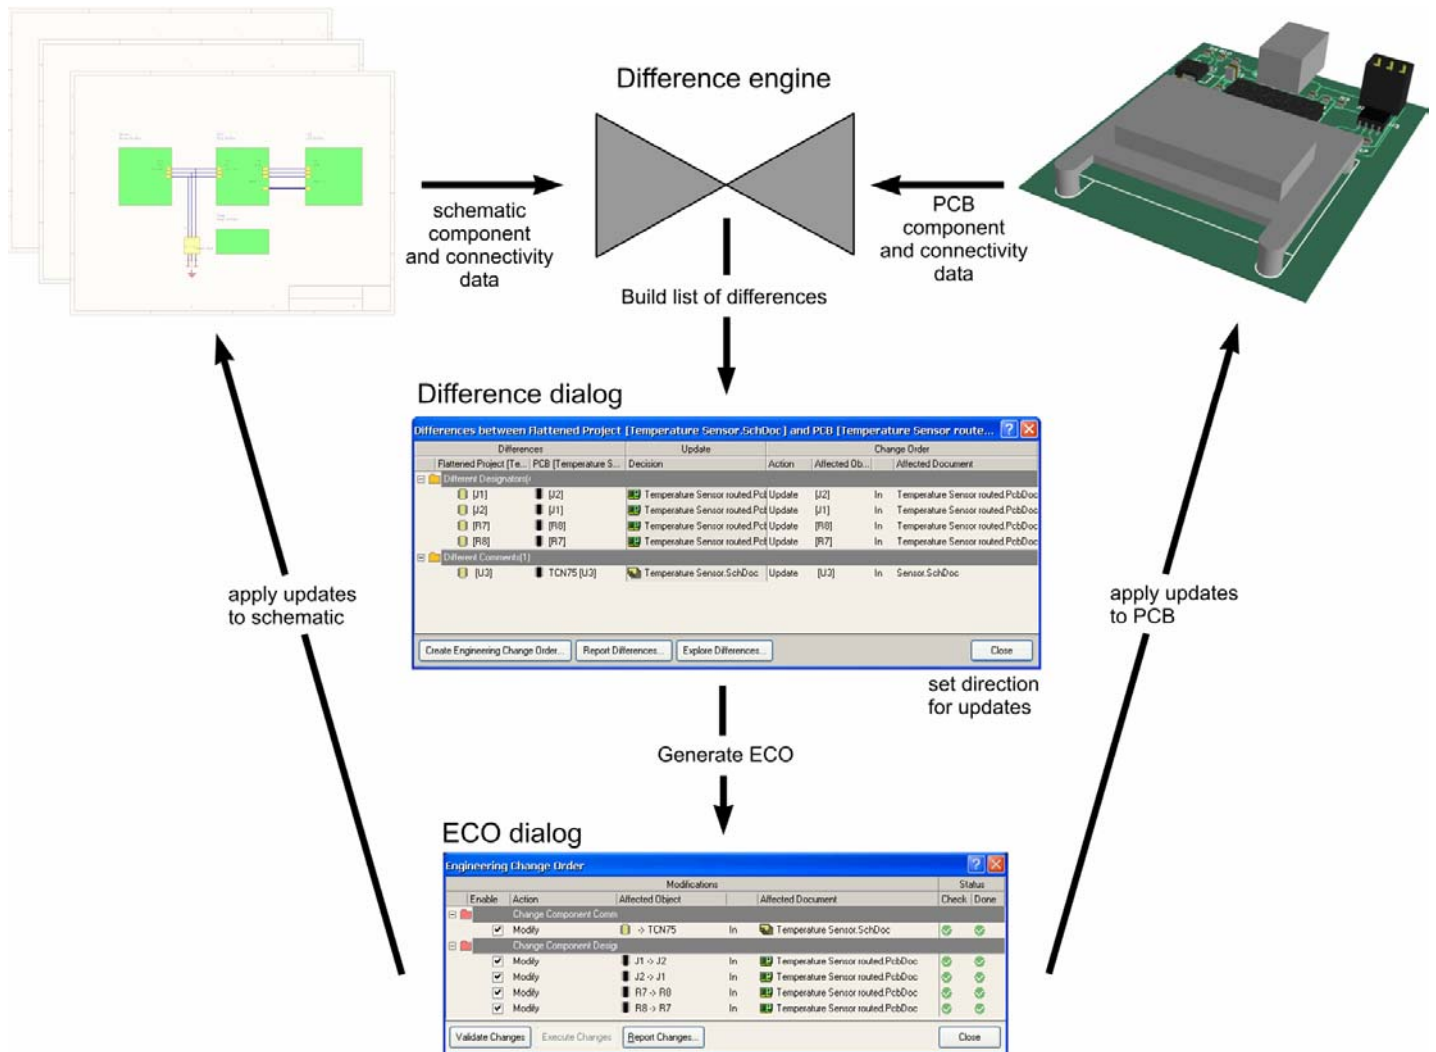 Difference engine
schematic
component
and connectivity
data
PCB
component
and connectivity
data
Build list of differences
Difference dialog
Differences between Flattened Project [Temperature Sensor.SchDoc] and PCB [Temperature Sensor route...
Differences Update Change Order
Flattened Project [Te... PCB [Temperature S... Decision Action Affected Ob... Affected Document
Different Designators(4
[J1] [J2] Temperature Sensor routed.Pcb Update [J2] In Temperature Sensor routed.PcbDoc
[J2] [J1] Temperature Sensor routed.Pcb Update [J1] In Temperature Sensor routed.PcbDoc
[R7] [R8] Temperature Sensor routed.Pcb Update [R8] In Temperature Sensor routed.PcbDoc
[R8] [R7] Temperature Sensor routed.Pcb Update [R7] In Temperature Sensor routed.PcbDoc
Different Comments(1)
[U3] TCN75 [U3] Temperature Sensor.SchDoc Update [U3] In Sensor.SchDoc
Create Engineering Change Order... Report Differences... Explore Differences... Close
apply updates
to schematic
apply updates
to PCB
set direction
for updates
Generate ECO
ECO dialog
Engineering Change Order
Modifications Status
Enable Action Affected Object Affected Document Check Done
Change Component Comm
Modify -> TCN75 In Temperature Sensor.SchDoc
Change Component Desig
Modify J1 -> J2 In Temperature Sensor routed.PcbDoc
Modify J2 -> J1 In Temperature Sensor routed.PcbDoc
Modify R7 -> R8 In Temperature Sensor routed.PcbDoc
Modify R8 -> R7 In Temperature Sensor routed.PcbDoc
Validate Changes Execute Changes Report Changes... Close